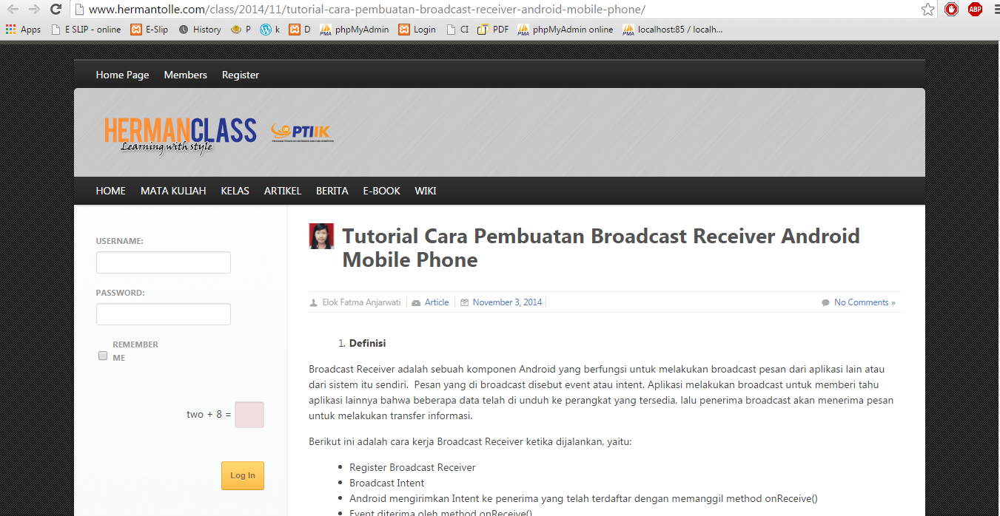 www.hermantolle.com/class/2014/11/tutorial-cara-pembuatan-broadcast-receiver-android-mobile-phone/
ABP
Apps E SLIP - online E-Slip History P k D phpMyAdmin Login CI PDF phpMyAdmin online localhost:85 / localh...
Home Page Members Register
HERMANCLASS
Learning with style
PTIIK
HOME MATA KULIAH KELAS ARTIKEL BERITA E-BOOK WIKI
USERNAME:
PASSWORD:
REMEMBER
ME
two + 8 =
Log In
Tutorial Cara Pembuatan Broadcast Receiver Android
Mobile Phone
Elok Fatma Anjarwati Article November 3, 2014 No Comments »
1. Definisi
Broadcast Receiver adalah sebuah komponen Android yang berfungsi untuk melakukan broadcast pesan dari aplikasi lain atau
dari sistem itu sendiri.  Pesan yang di broadcast disebut event atau intent. Aplikasi melakukan broadcast untuk memberi tahu
aplikasi lainnya bahwa beberapa data telah di unduh ke perangkat yang tersedia, lalu penerima broadcast akan menerima pesan
untuk melakukan transfer informasi.
Berikut ini adalah cara kerja Broadcast Receiver ketika dijalankan, yaitu:
• Register Broadcast Receiver
• Broadcast Intent
• Android mengirimkan Intent ke penerima yang telah terdaftar dengan memanggil method onReceive()
• Event diterima oleh method onReceive()